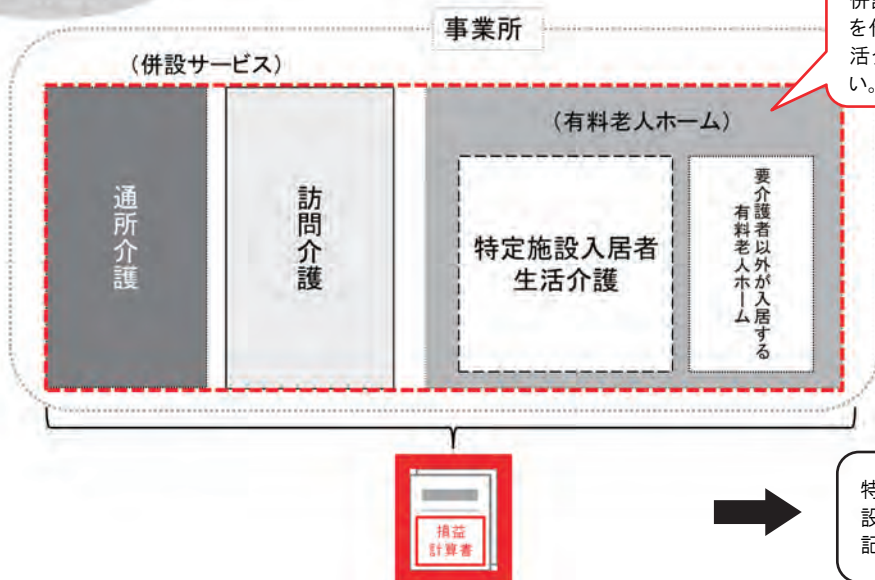 事業所
(併設サービス)
併設
を
活
い。
(有料老人ホーム)
通所介護
訪問介護
特定施設入居者
生活介護
要介護者以外が入居する
有料老人ホーム
損益
計算書
特
設
記